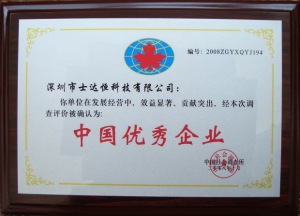 编号：2008ZGYXQYJ194
深圳市士达恒科技有限公司：
你单位在发展经营中，效益显著、贡献突出，经本次调
查评价被确认为：
中国优秀企业